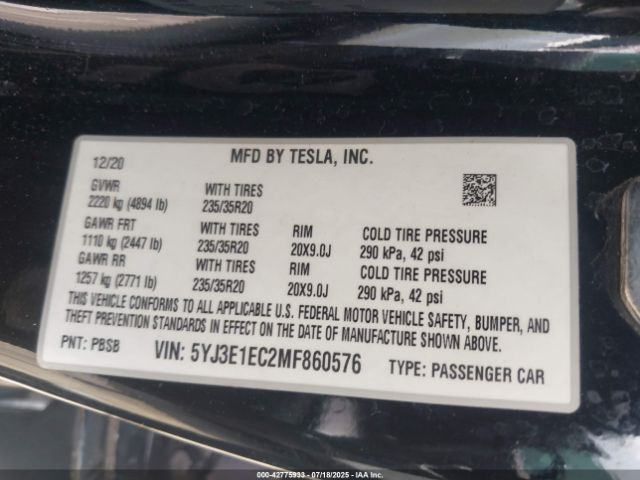 12/20 MFD BY TESLA, INC.
GVWR WITH TIRES
2220 kg (4894 lb) 235/35R20
GAWR FRT WITH TIRES RIM COLD TIRE PRESSURE
1110 kg (2447 lb) 235/35R20 20X9.0J 290 kPa, 42 psi
GAWR RR WITH TIRES RIM COLD TIRE PRESSURE
1257 kg (2771 lb) 235/35R20 20X9.0J 290 kPa, 42 psi
THIS VEHICLE CONFORMS TO ALL APPLICABLE U.S. FEDERAL MOTOR VEHICLE SAFETY, BUMPER, AND
THEFT PREVENTION STANDARDS IN EFFECT ON THE DATE OF MANUFACTURE SHOWN ABOVE.
PNT: PBSB VIN: 5YJ3E1EC2MF860576 TYPE: PASSENGER CAR
000-42775933 - 07/18/2025 - IAA Inc.